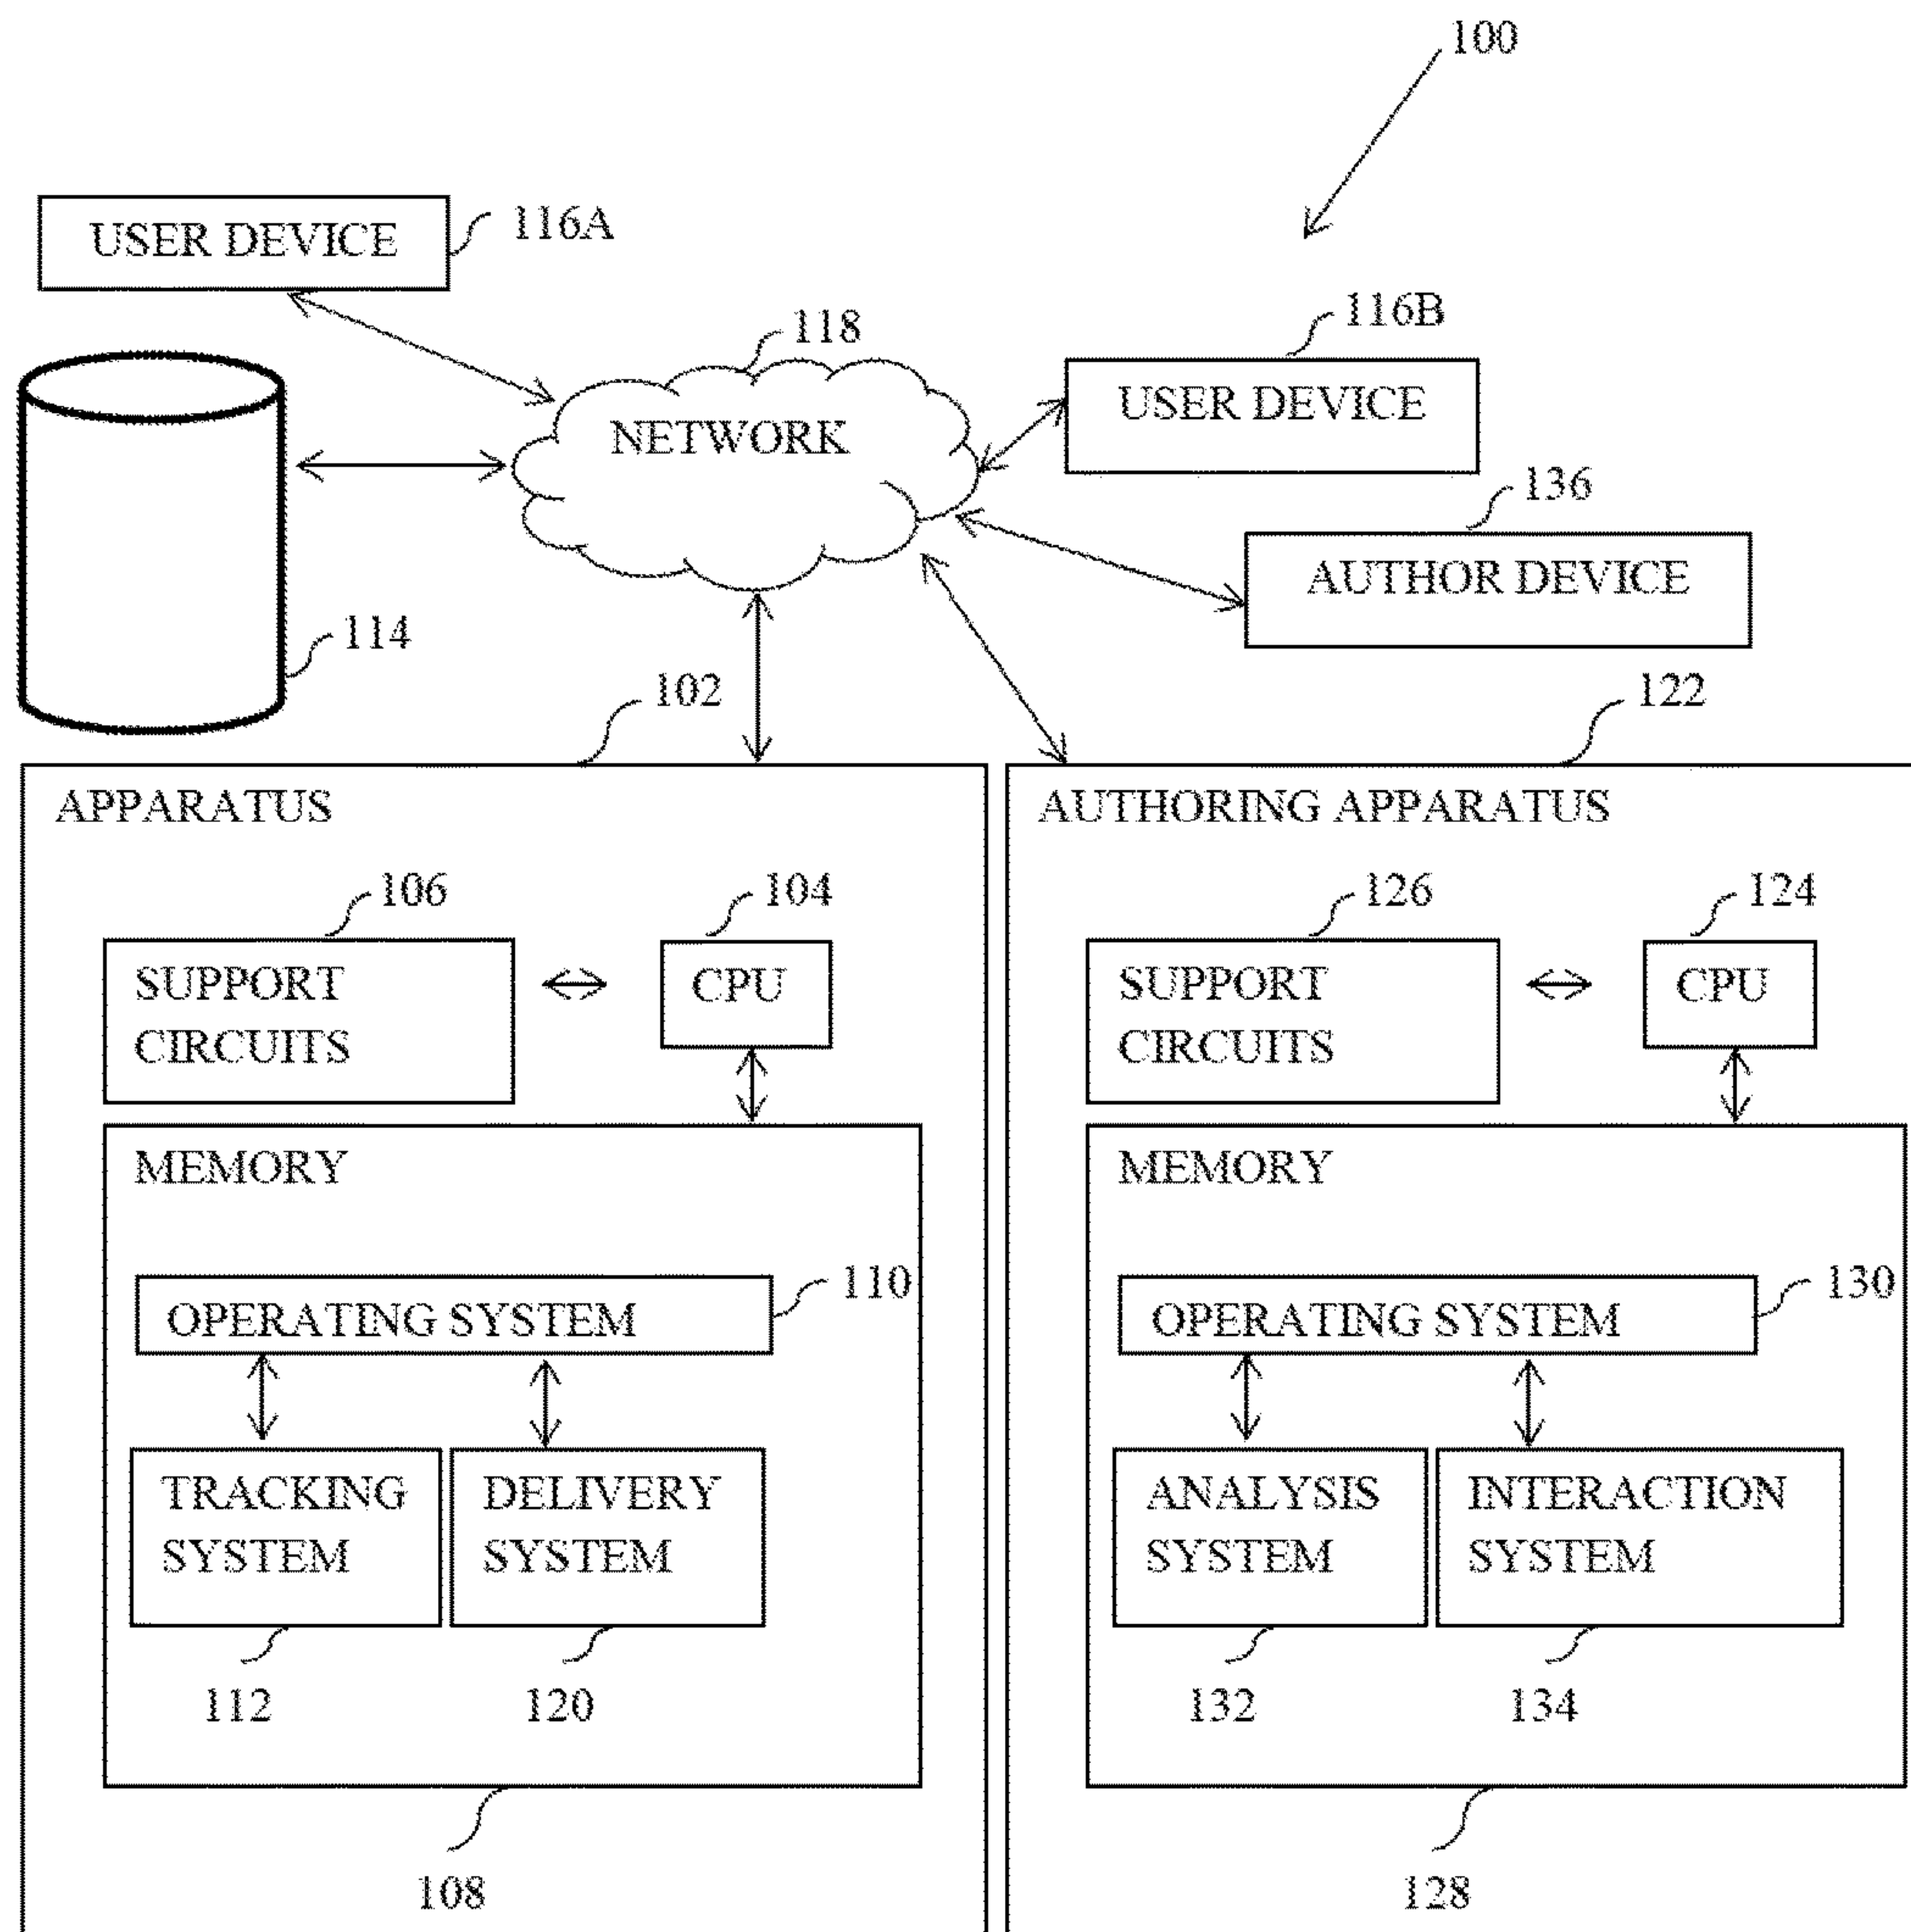 100
USER DEVICE
116A
118
116B
NETWORK
USER DEVICE
136
AUTHOR DEVICE
114
102
122
APPARATUS
106
104
SUPPORT
CIRCUITS
CPU
MEMORY
OPERATING SYSTEM
110
TRACKING
SYSTEM
DELIVERY
SYSTEM
112
120
108
AUTHORING APPARATUS
126
124
SUPPORT
CIRCUITS
CPU
MEMORY
OPERATING SYSTEM
130
ANALYSIS
SYSTEM
INTERACTION
SYSTEM
132
134
128